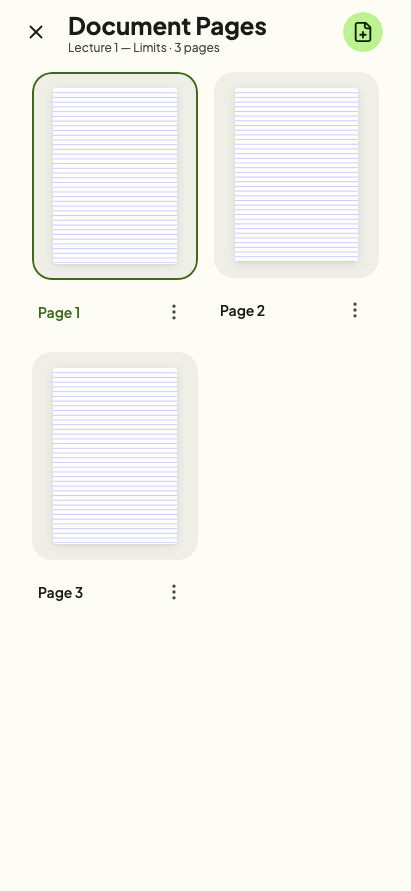 Document Pages
Lecture 1 — Limits · 3 pages
Page 1
Page 2
Page 3